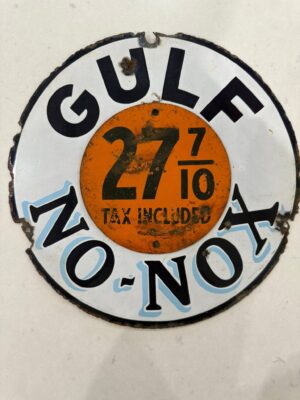 GULF
27 7/10
TAX INCLUDED
NO-NOX